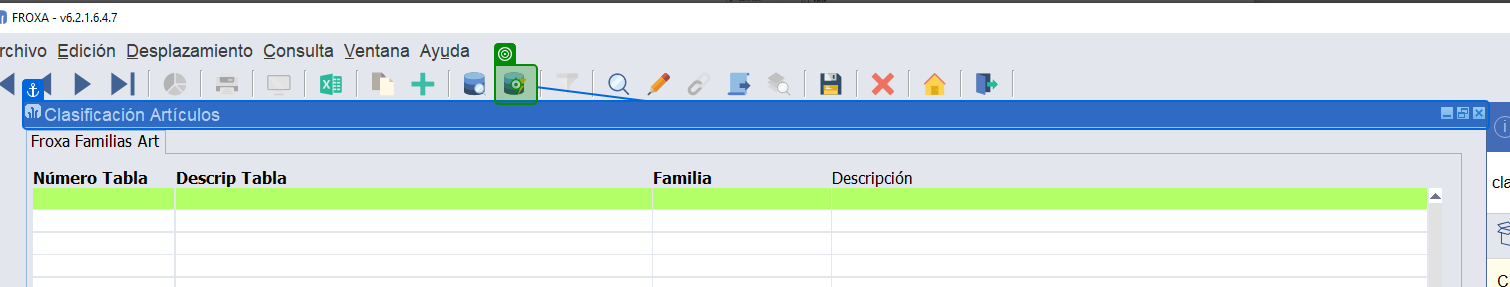 FROXA - v6.2.1.6.4.7
rchivo Edición Desplazamiento Consulta Ventana Ayuda
Clasificación Artículos
Froxa Familias Art
Número Tabla Descrip Tabla Familia Descripción
cla
C